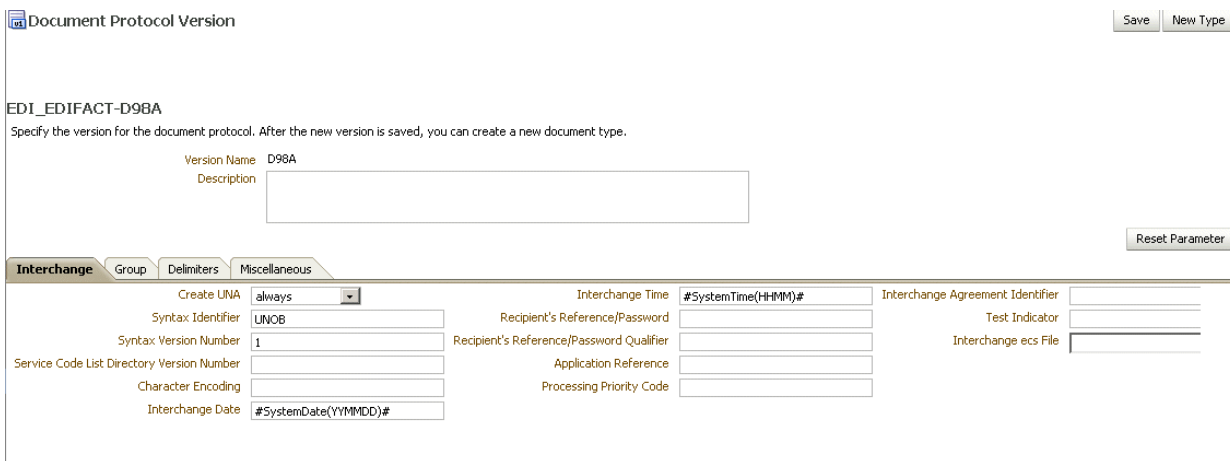 Document Protocol Version
Save New Type
EDI_EDIFACT-D98A
Specify the version for the document protocol. After the new version is saved, you can create a new document type.
Version Name D98A
Description
Reset Parameter
Interchange Group Delimiters Miscellaneous
Create UNA always Interchange Time #SystemTime(HHMM)# Interchange Agreement Identifier
Syntax Identifier UNOB Recipient's Reference/Password Test Indicator
Syntax Version Number 1 Recipient's Reference/Password Qualifier Interchange ecs File
Service Code List Directory Version Number Application Reference
Character Encoding Processing Priority Code
Interchange Date #SystemDate(YYMMDD)#